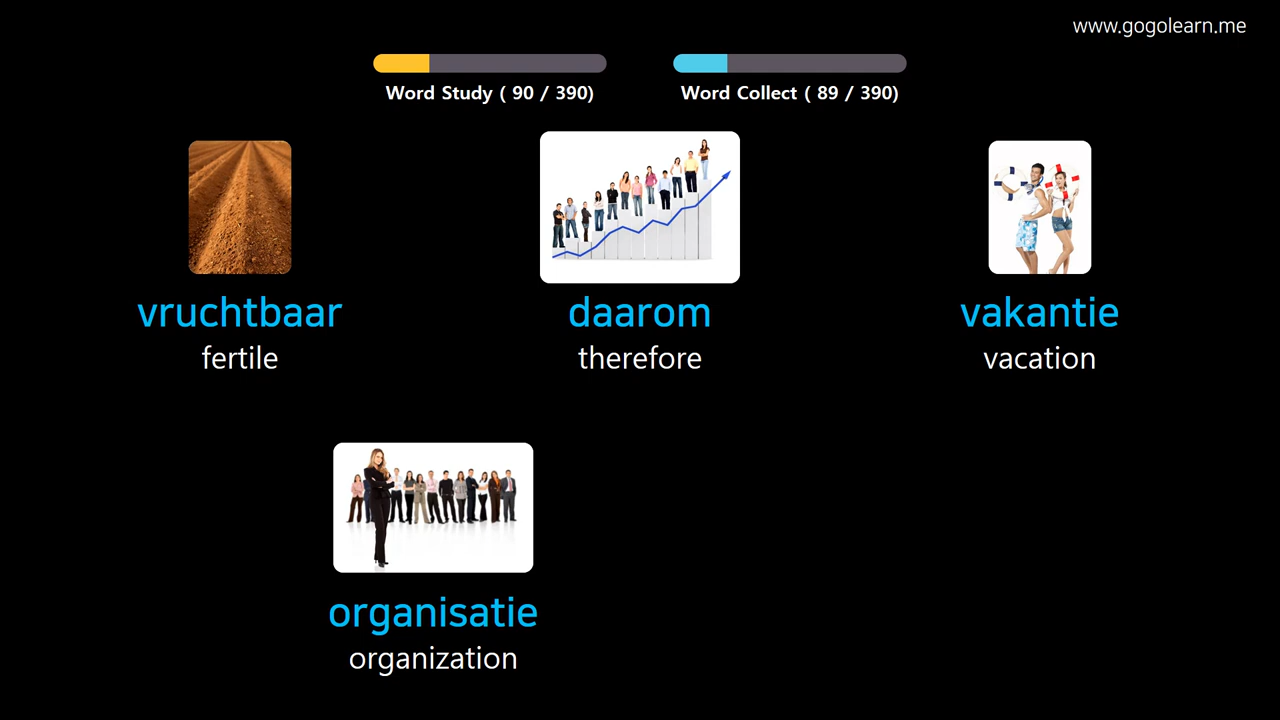 www.gogolearn.me
Word Study ( 90 / 390)
Word Collect ( 89 / 390)
vruchtbaar
fertile
daarom
therefore
vakantie
vacation
organisatie
organization